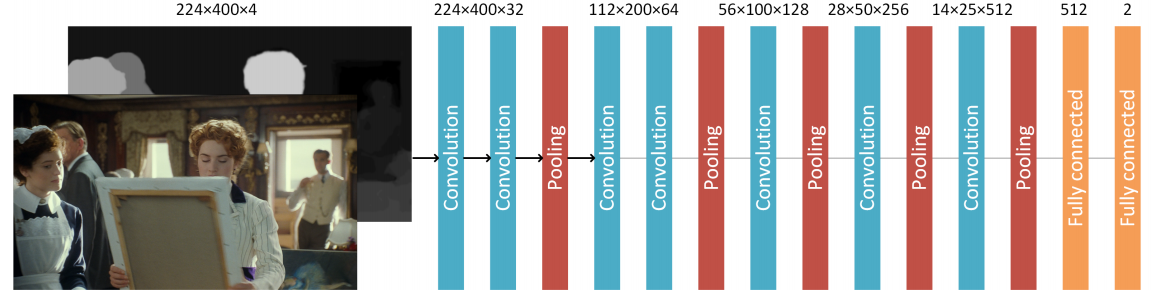 224×400×4 224×400×32 112×200×64 56×100×128 28×50×256 14×25×512 512 2
Convolution
Convolution
Pooling
Convolution
Convolution
Pooling
Convolution
Pooling
Convolution
Pooling
Convolution
Pooling
Fully connected
Fully connected